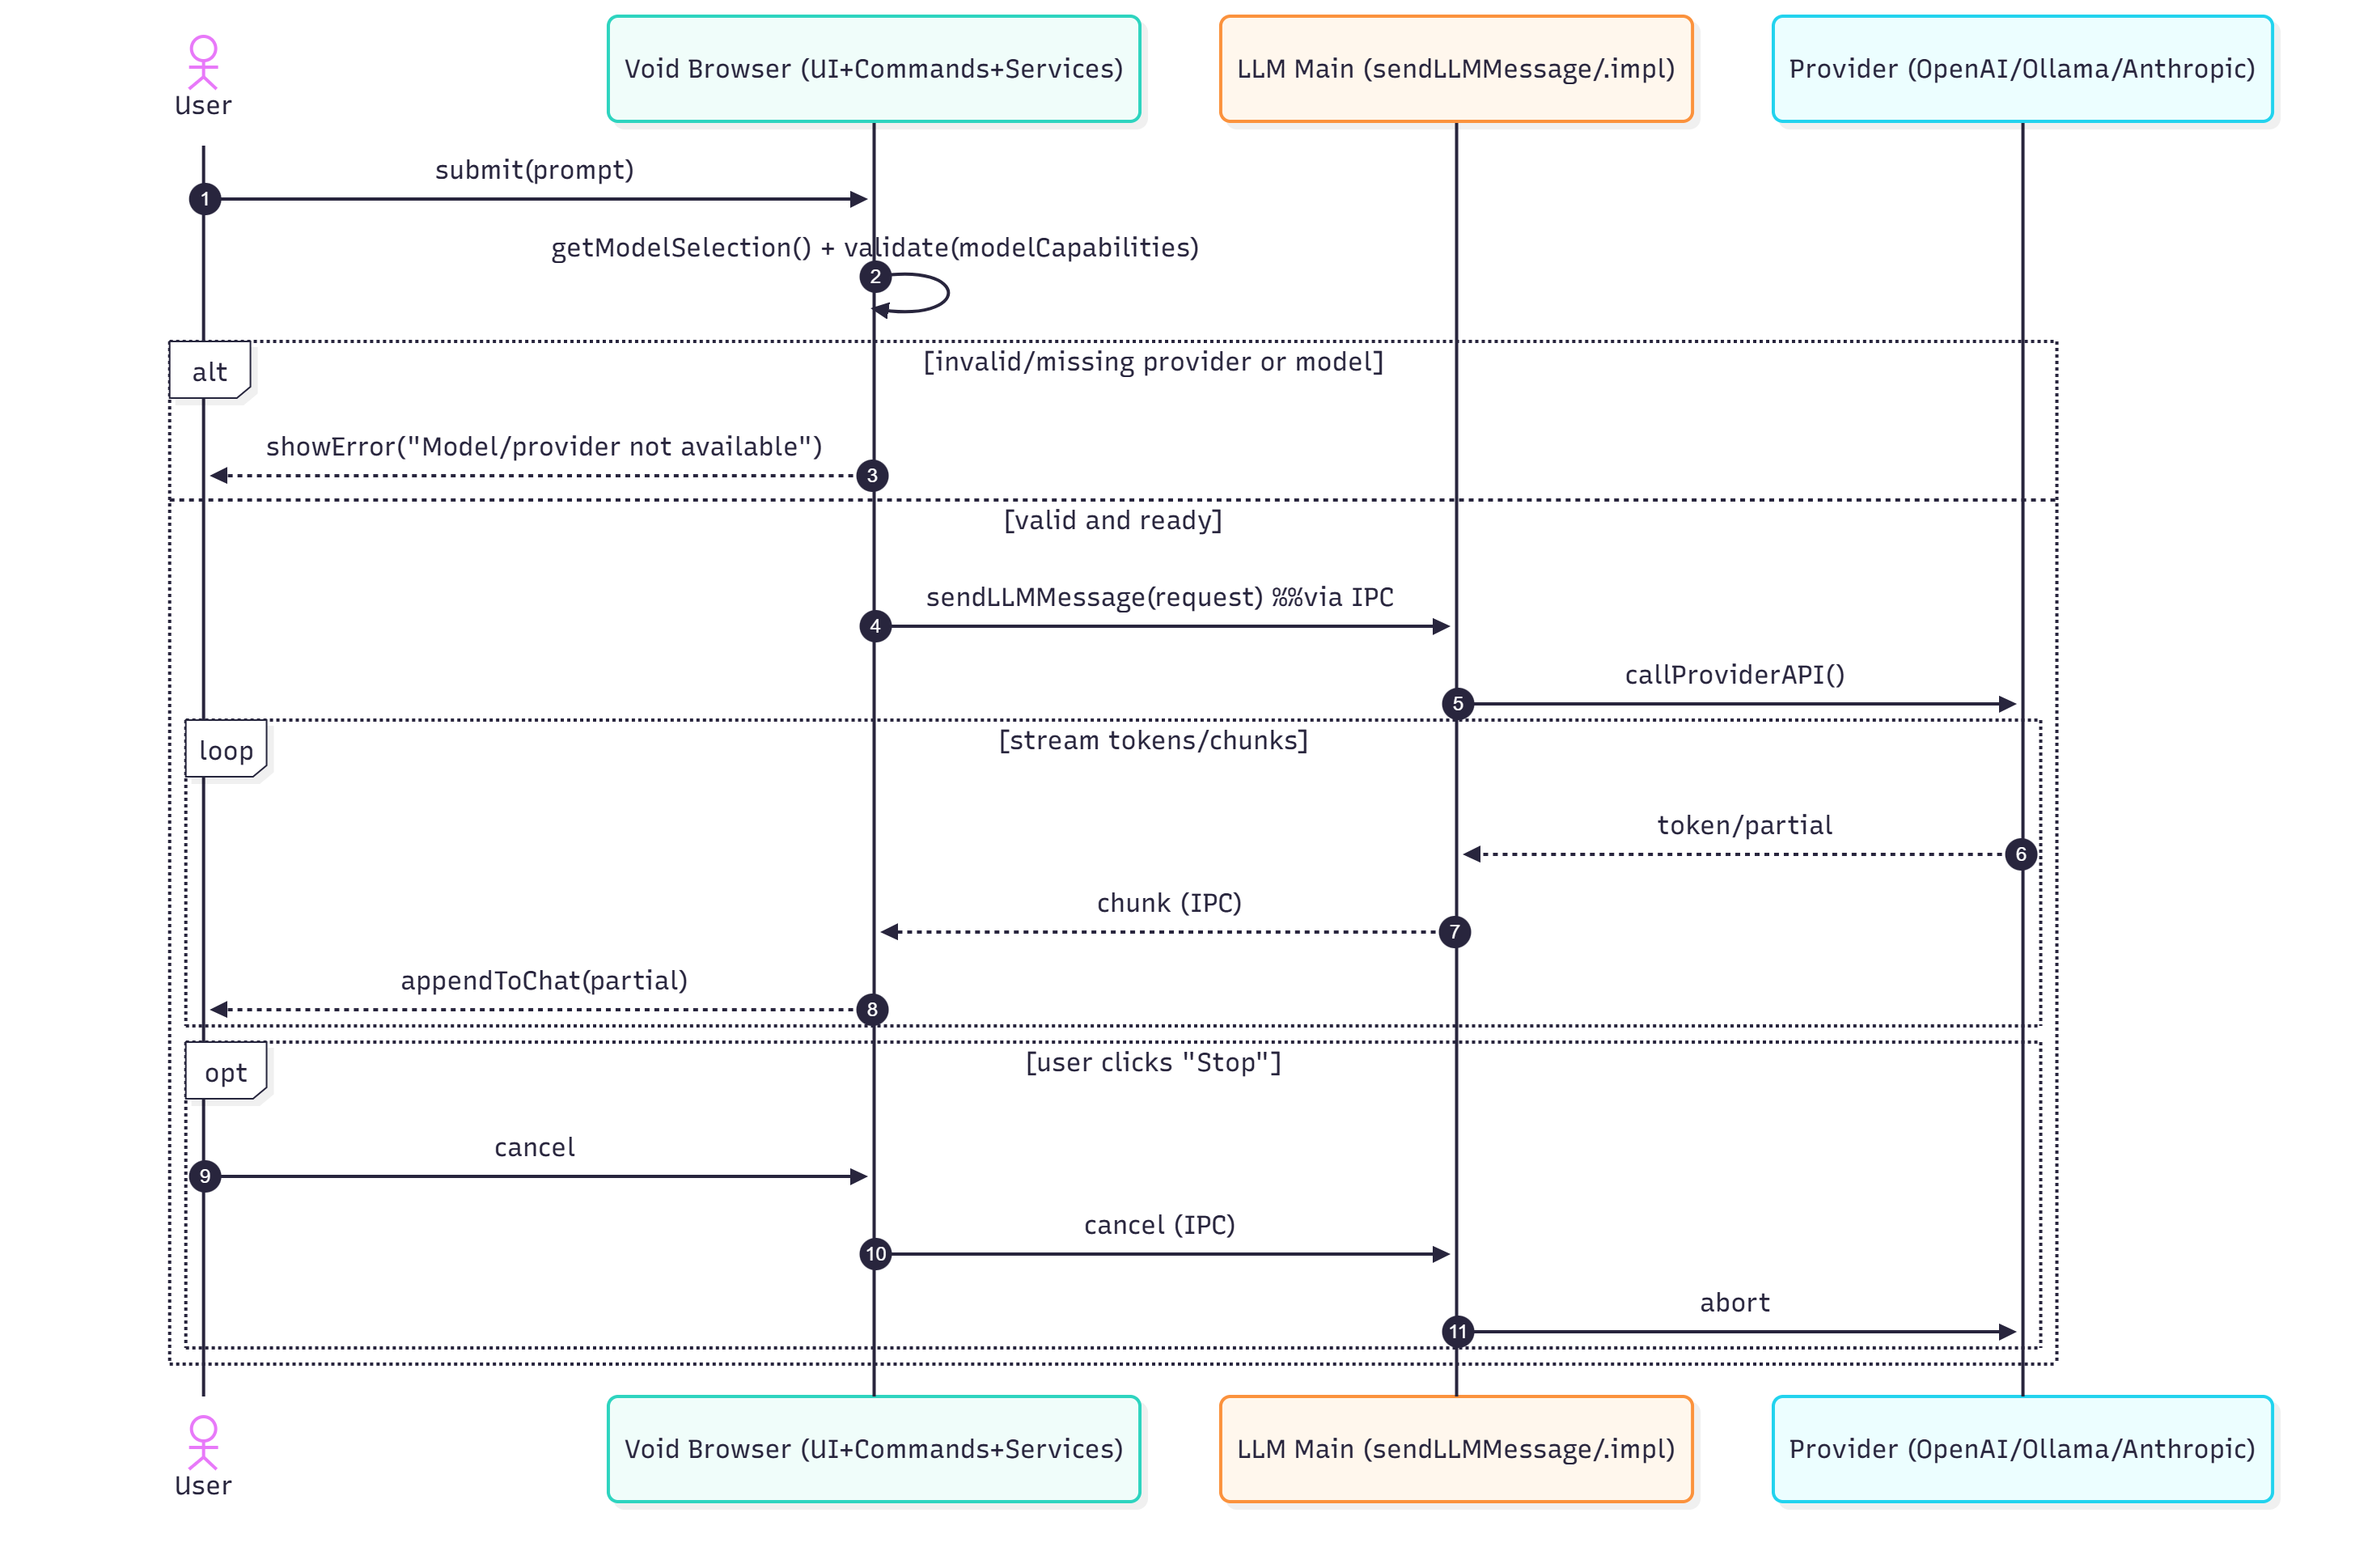 User
Void Browser (UI+Commands+Services)
LLM Main (sendLLMMessage/.impl)
Provider (OpenAI/Ollama/Anthropic)
submit(prompt)
1
getModelSelection() + validate(modelCapabilities)
2
alt
[invalid/missing provider or model]
showError("Model/provider not available")
3
[valid and ready]
sendLLMMessage(request) %%via IPC
4
callProviderAPI()
5
loop
[stream tokens/chunks]
token/partial
6
chunk (IPC)
7
appendToChat(partial)
8
opt
[user clicks "Stop"]
cancel
9
cancel (IPC)
10
abort
11
User
Void Browser (UI+Commands+Services)
LLM Main (sendLLMMessage/.impl)
Provider (OpenAI/Ollama/Anthropic)